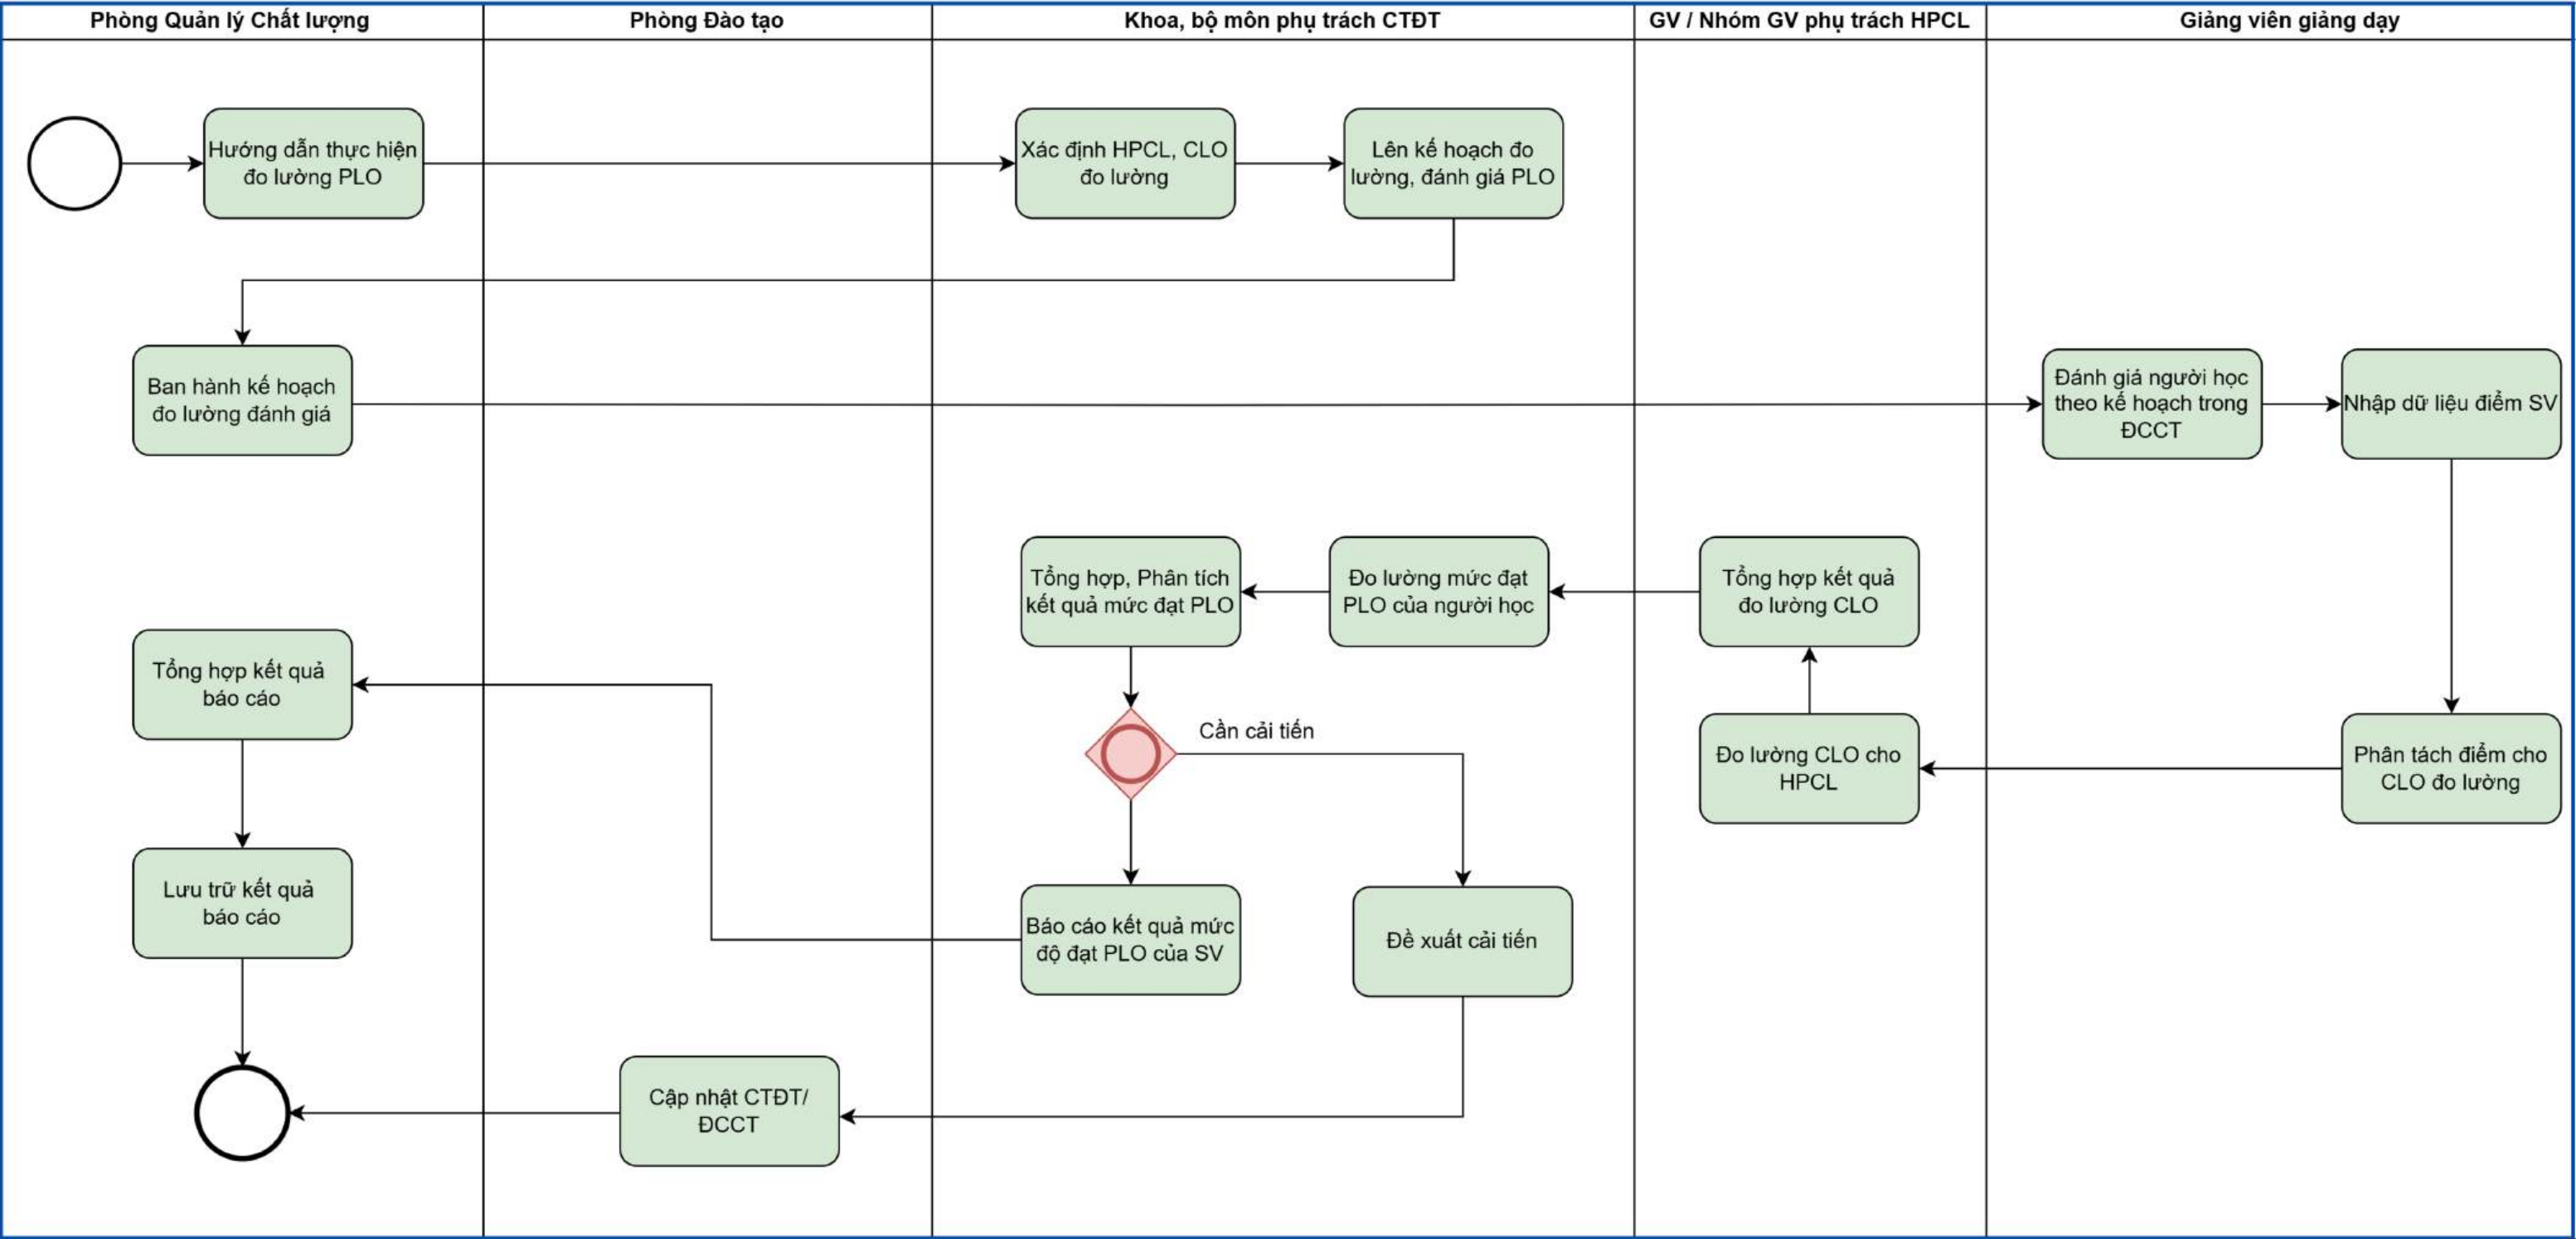 Phòng Quản lý Chất lượng
Phòng Đào tạo
Khoa, bộ môn phụ trách CTĐT
GV / Nhóm GV phụ trách HPCL
Giảng viên giảng dạy
Hướng dẫn thực hiện
đo lường PLO
Xác định HPCL, CLO
đo lường
Lên kế hoạch đo
lường, đánh giá PLO
Ban hành kế hoạch
đo lường đánh giá
Đánh giá người học
theo kế hoạch trong
ĐCCT
Nhập dữ liệu điểm SV
Tổng hợp, Phân tích
kết quả mức đạt PLO
Đo lường mức đạt
PLO của người học
Tổng hợp kết quả
đo lường CLO
Tổng hợp kết quả
báo cáo
Cần cải tiến
Đo lường CLO cho
HPCL
Phân tách điểm cho
CLO đo lường
Lưu trữ kết quả
báo cáo
Báo cáo kết quả mức
độ đạt PLO của SV
Đề xuất cải tiến
Cập nhật CTĐT/
ĐCCT